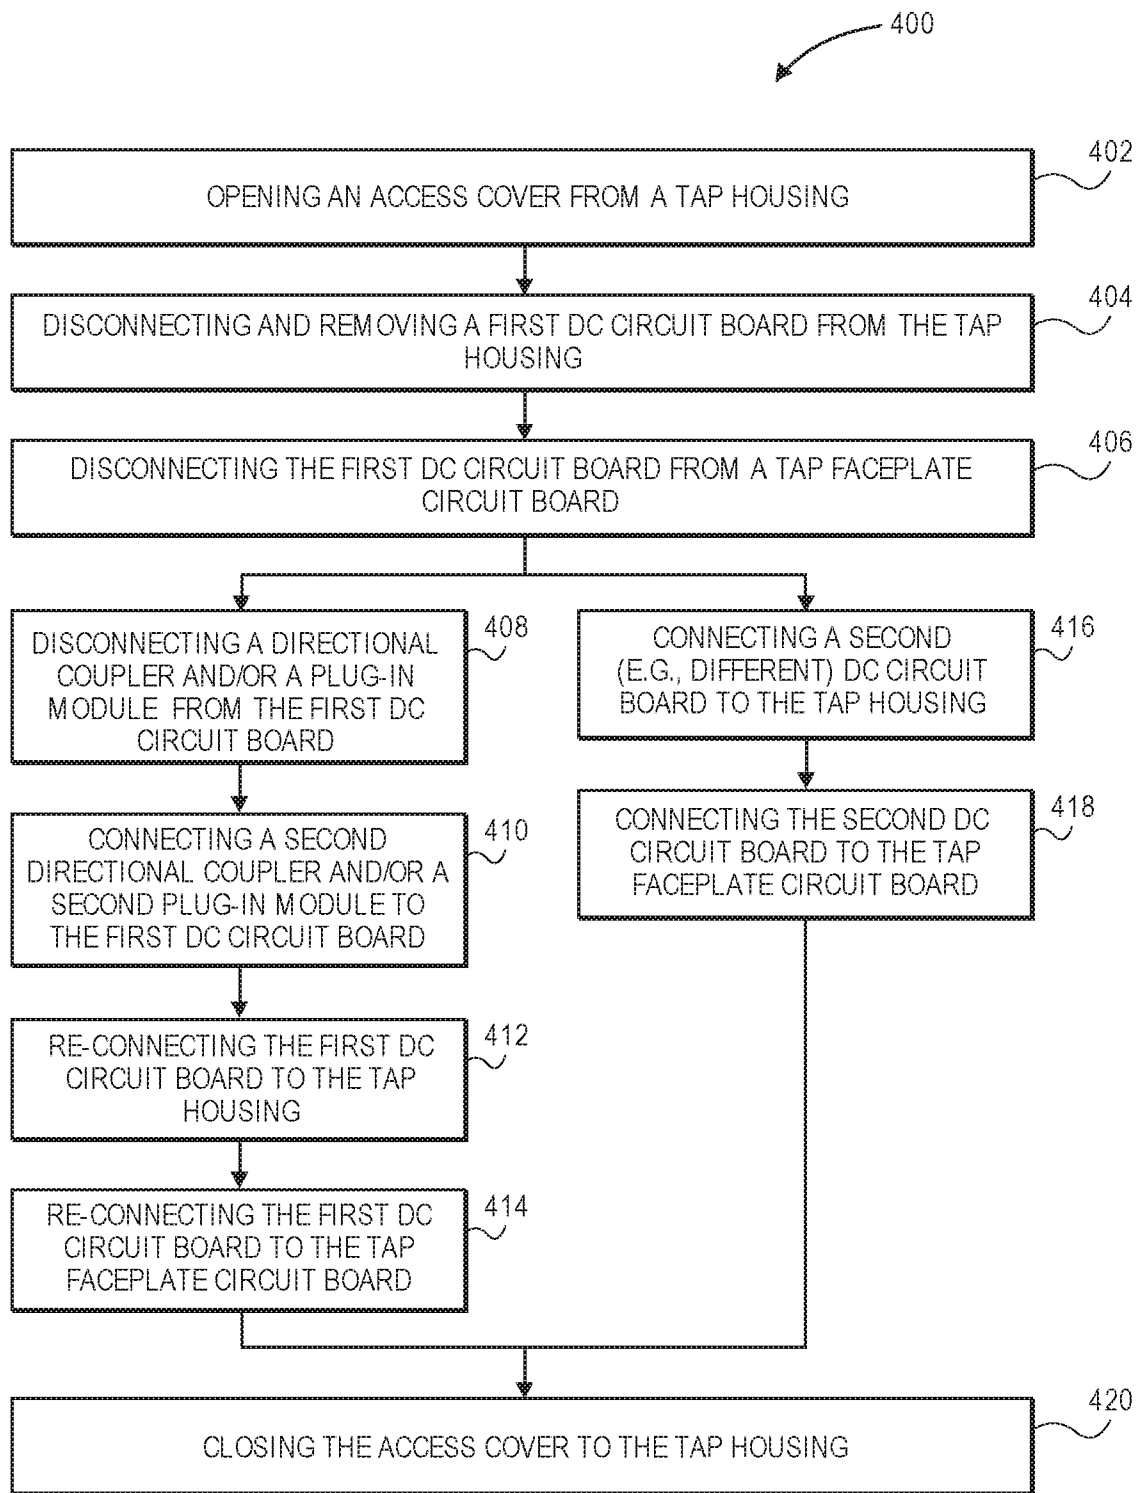 400
402
OPENING AN ACCESS COVER FROM A TAP HOUSING
404
DISCONNECTING AND REMOVING A FIRST DC CIRCUIT BOARD FROM THE TAP
HOUSING
406
DISCONNECTING THE FIRST DC CIRCUIT BOARD FROM A TAP FACEPLATE
CIRCUIT BOARD
408
DISCONNECTING A DIRECTIONAL
COUPLER AND/OR A PLUG-IN
MODULE FROM THE FIRST DC
CIRCUIT BOARD
410
CONNECTING A SECOND
DIRECTIONAL COUPLER AND/OR A
SECOND PLUG-IN MODULE TO
THE FIRST DC CIRCUIT BOARD
412
RE-CONNECTING THE FIRST DC
CIRCUIT BOARD TO THE TAP
HOUSING
414
RE-CONNECTING THE FIRST DC
CIRCUIT BOARD TO THE TAP
FACEPLATE CIRCUIT BOARD
416
CONNECTING A SECOND
(E.G., DIFFERENT) DC CIRCUIT
BOARD TO THE TAP HOUSING
418
CONNECTING THE SECOND DC
CIRCUIT BOARD TO THE TAP
FACEPLATE CIRCUIT BOARD
420
CLOSING THE ACCESS COVER TO THE TAP HOUSING